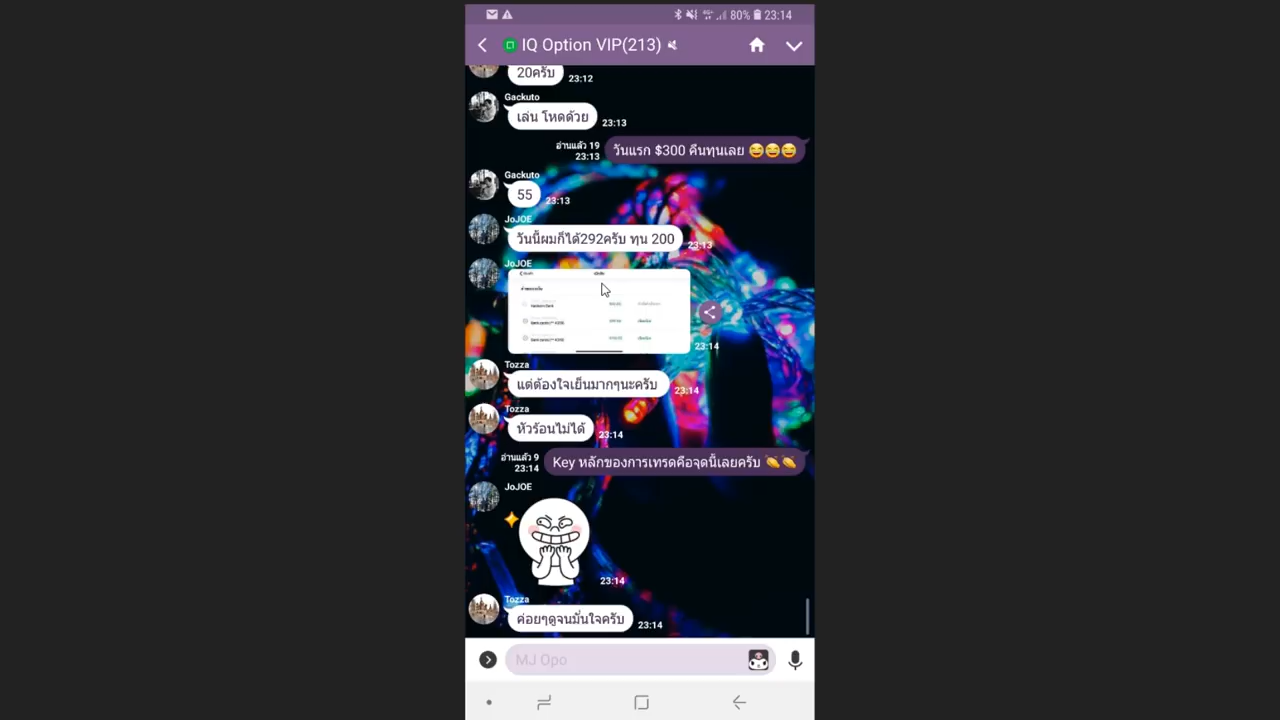 80% 23:14
IQ Option VIP(213)
20ครับ 23:12
Gackuto
เล่น โหดด้วย 23:13
อ่านแล้ว 19
23:13 วันแรก $300 คืนทุนเลย 😂😂😂
Gackuto
55 23:13
JoJOE
วันนี้ผมก็ได้292ครับ ทุน 200 23:13
JoJOE
23:14
Tozza
แต่ต้องใจเย็นมากๆนะครับ 23:14
Tozza
หัวร้อนไม่ได้ 23:14
อ่านแล้ว 9
23:14 Key หลักของการเทรดคือจุดนี้เลยครับ 👏👏
JoJOE
23:14
Tozza
ค่อยๆดูจนมั่นใจครับ 23:14
MJ Opo